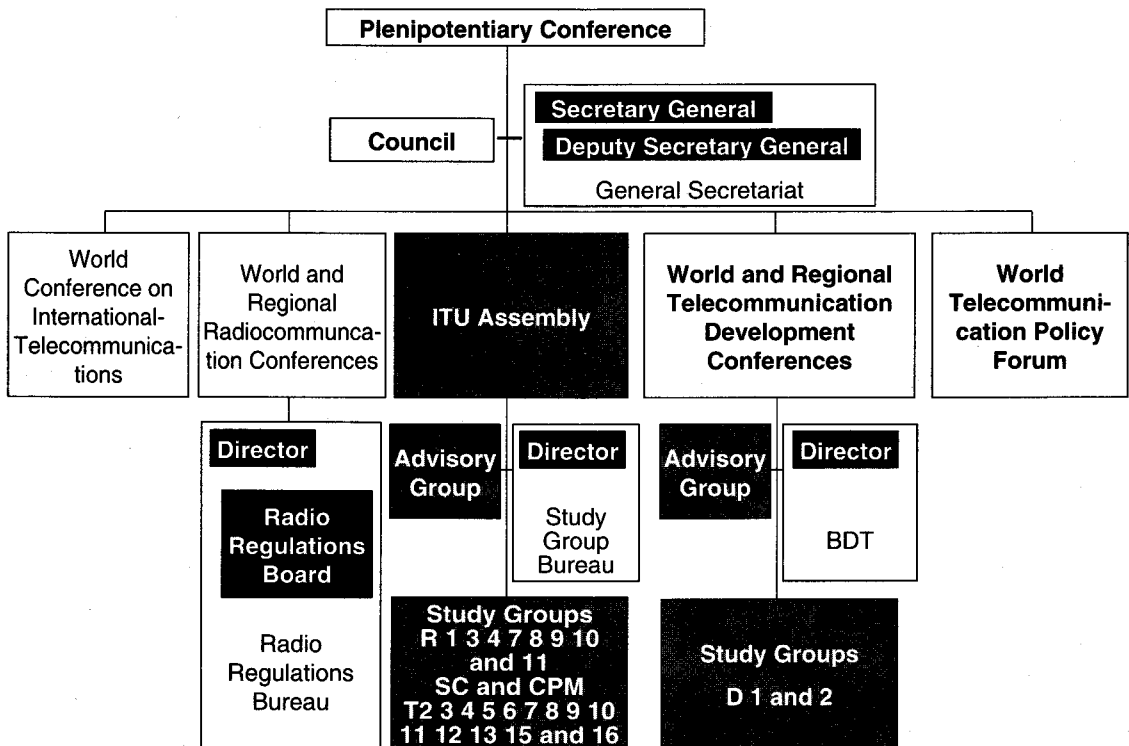 Plenipotentiary Conference
Secretary General
Council
Deputy Secretary General
General Secretariat
World
Conference on
International-
Telecommunica-
tions
World and
Regional
Radiocommunca-
tion Conferences
ITU Assembly
World and Regional
Telecommunication
Development
Conferences
World
Telecommuni-
cation Policy
Forum
Director
Radio
Regulations
Board
Radio
Regulations
Bureau
Advisory
Group
Director
Study
Group
Bureau
Study Groups
R 1 3 4 7 8 9 10
and 11
SC and CPM
T2 3 4 5 6 7 8 9 10
11 12 13 15 and 16
Advisory
Group
Director
BDT
Study Groups
D 1 and 2